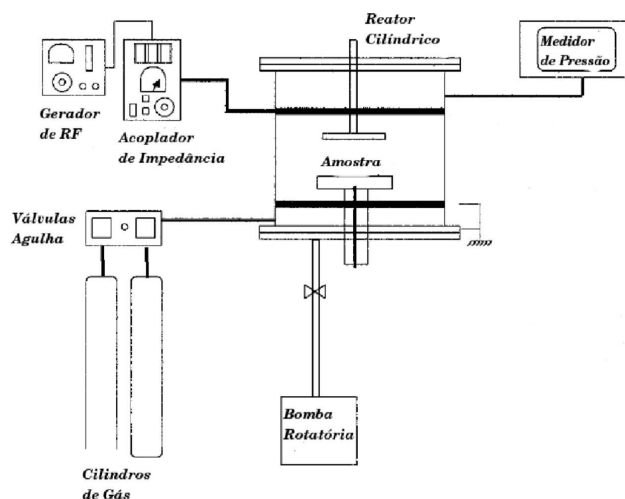 Reator
Cilíndrico
Medidor
de Pressão
Gerador
de RF
Acoplador
de Impedância
Amostra
Válvulas
Agulha
Bomba
Rotatória
Cilindros
de Gás